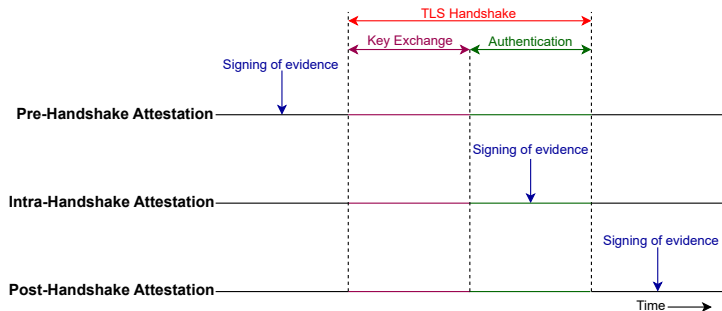 TLS Handshake
Key Exchange
Authentication
Signing of evidence
Pre-Handshake Attestation
Signing of evidence
Intra-Handshake Attestation
Signing of evidence
Post-Handshake Attestation
Time